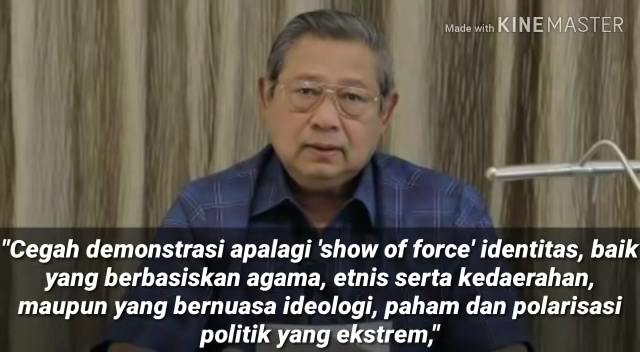 Made with KINEMASTER
"Cegah demonstrasi apalagi 'show of force' identitas, baik
yang berbasiskan agama, etnis serta kedaerahan,
maupun yang bernuasa ideologi, paham dan polarisasi
politik yang ekstrem,"